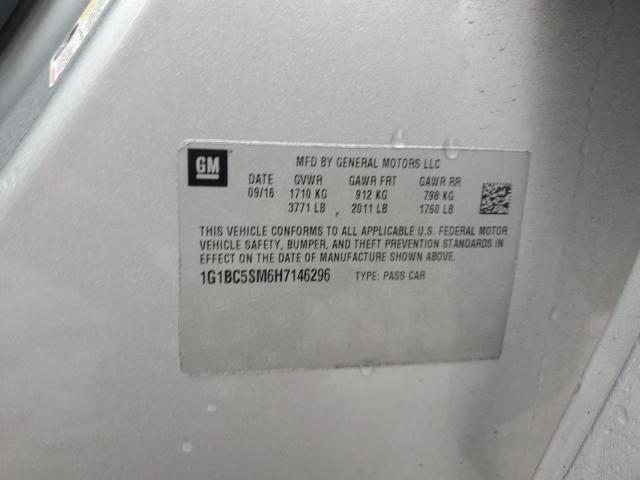 GM
MFD BY GENERAL MOTORS LLC
DATE GVWR GAWR FRT GAWR RR
09/16 1710 KG 912 KG 798 KG
3771 LB 2011 LB 1760 LB
THIS VEHICLE CONFORMS TO ALL APPLICABLE U.S. FEDERAL MOTOR
VEHICLE SAFETY, BUMPER, AND THEFT PREVENTION STANDARDS IN
EFFECT ON THE DATE OF MANUFACTURE SHOWN ABOVE.
1G1BC5SM6H7146296 TYPE: PASS CAR